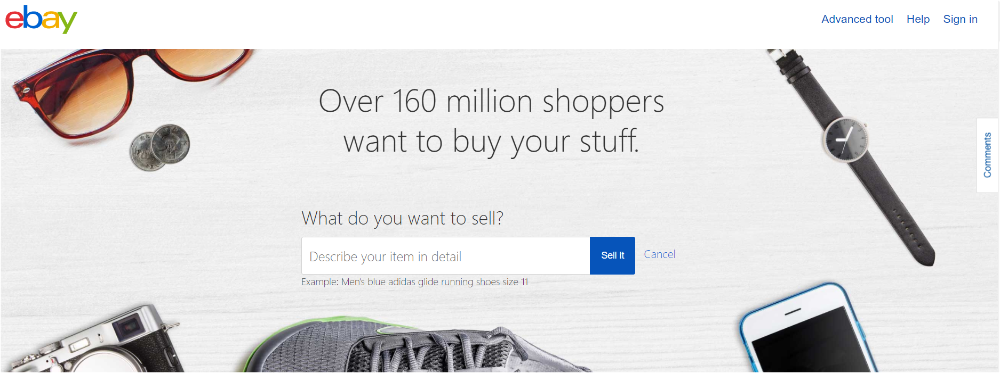 ebay
Advanced tool Help Sign in
Over 160 million shoppers
want to buy your stuff.
Comments
What do you want to sell?
Describe your item in detail
Sell it
Cancel
Example: Men's blue adidas glide running shoes size 11